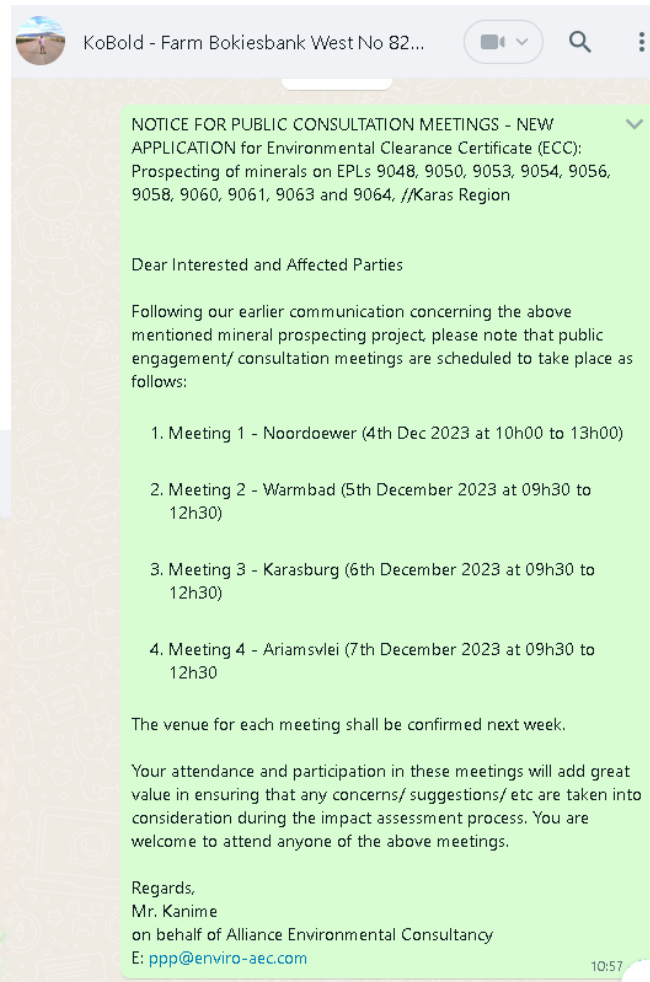 KoBold - Farm Bokiesbank West No 82...
NOTICE FOR PUBLIC CONSULTATION MEETINGS - NEW
APPLICATION for Environmental Clearance Certificate (ECC):
Prospecting of minerals on EPLs 9048, 9050, 9053, 9054, 9056,
9058, 9060, 9061, 9063 and 9064, //Karas Region
Dear Interested and Affected Parties
Following our earlier communication concerning the above
mentioned mineral prospecting project, please note that public
engagement/ consultation meetings are scheduled to take place as
follows:
1. Meeting 1 - Noordoewer (4th Dec 2023 at 10h00 to 13h00)
2. Meeting 2 - Warmbad (5th December 2023 at 09h30 to
12h30)
3. Meeting 3 - Karasburg (6th December 2023 at 09h30 to
12h30)
4. Meeting 4 - Ariamsvlei (7th December 2023 at 09h30 to
12h30
The venue for each meeting shall be confirmed next week.
Your attendance and participation in these meetings will add great
value in ensuring that any concerns/ suggestions/ etc are taken into
consideration during the impact assessment process. You are
welcome to attend anyone of the above meetings.
Regards,
Mr. Kanime
on behalf of Alliance Environmental Consultancy
E: ppp@enviro-aec.com
10:57